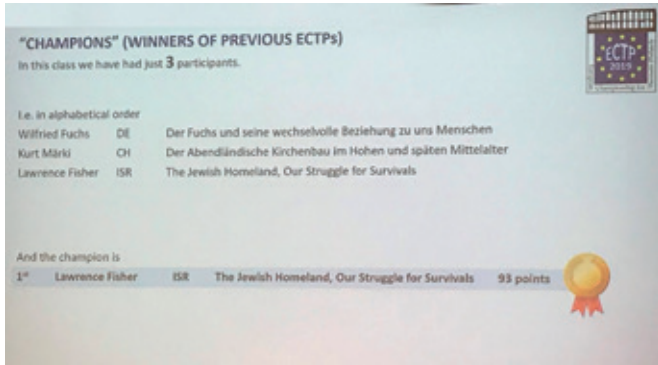 "CHAMPIONS" (WINNERS OF PREVIOUS ECTPs)
In this class we have had just 3 participants.
ECTP
2019
I.e. in alphabetical order
Wilfried Fuchs DE Der Fuchs und seine wechselvolle Beziehung zu uns Menschen
Kurt Märki CH Der Abendländische Kirchenbau im Hohen und späten Mittelalter
Lawrence Fisher ISR The Jewish Homeland, Our Struggle for Survivals
And the champion is
1st Lawrence Fisher ISR The Jewish Homeland, Our Struggle for Survivals 93 points